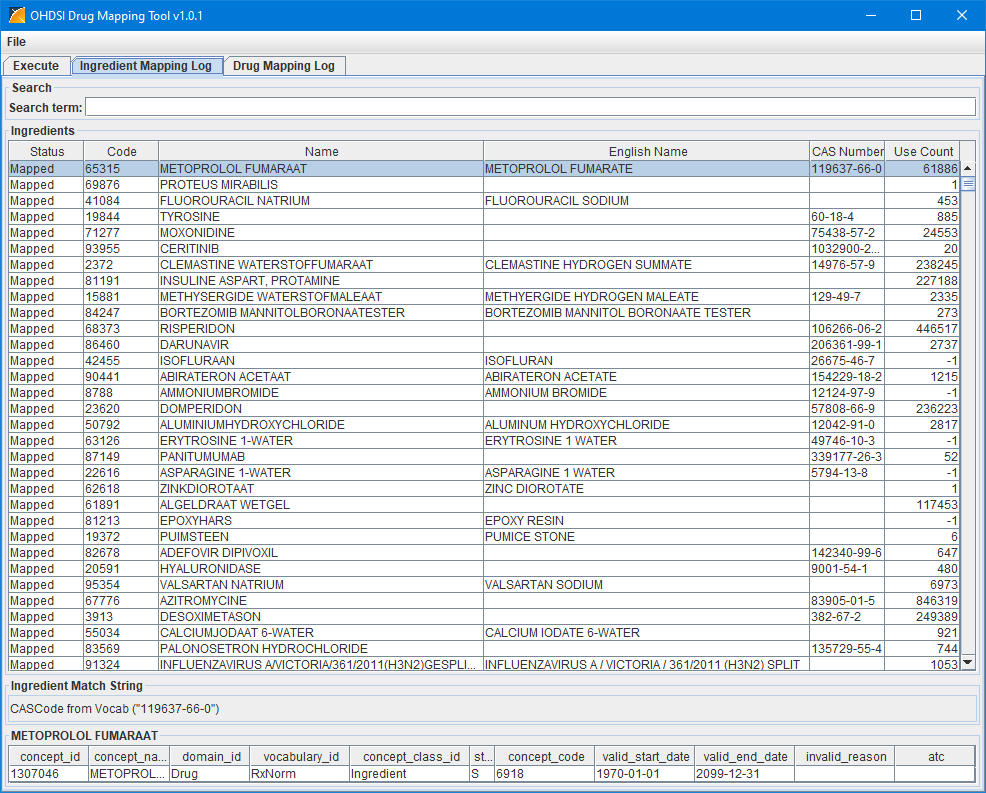 OHDSI Drug Mapping Tool v1.0.1
File
Execute Ingredient Mapping Log Drug Mapping Log
Search
Search term:
Ingredients
Status Code Name English Name CAS Number Use Count
Mapped 65315 METOPROLOL FUMARAAT METOPROLOL FUMARATE 119637-66-0 61886
Mapped 69876 PROTEUS MIRABILIS 1
Mapped 41084 FLUOROURACIL NATRIUM FLUOROURACIL SODIUM 453
Mapped 19844 TYROSINE 60-18-4 885
Mapped 71277 MOXONIDINE 75438-57-2 24553
Mapped 93955 CERITINIB 1032900-2... 20
Mapped 2372 CLEMASTINE WATERSTOFFUMARAAT CLEMASTINE HYDROGEN SUMMATE 14976-57-9 238245
Mapped 81191 INSULINE ASPART, PROTAMINE 227188
Mapped 15881 METHYSERGIDE WATERSTOFMALEAAT METHYERGIDE HYDROGEN MALEATE 129-49-7 2335
Mapped 84247 BORTEZOMIB MANNITOLBORONAATESTER BORTEZOMIB MANNITOL BORONAATE TESTER 273
Mapped 68373 RISPERIDON 106266-06-2 446517
Mapped 86460 DARUNAVIR 206361-99-1 2737
Mapped 42455 ISOFLURAAN ISOFLURAN 26675-46-7 -1
Mapped 90441 ABIRATERON ACETAAT ABIRATERON ACETATE 154229-18-2 1215
Mapped 8788 AMMONIUMBROMIDE AMMONIUM BROMIDE 12124-97-9 -1
Mapped 23620 DOMPERIDON 57808-66-9 236223
Mapped 50792 ALUMINIUMHYDROXYCHLORIDE ALUMINUM HYDROXYCHLORIDE 12042-91-0 2817
Mapped 63126 ERYTROSINE 1-WATER ERYTROSINE 1 WATER 49746-10-3 -1
Mapped 87149 PANITUMUMAB 339177-26-3 52
Mapped 22616 ASPARAGINE 1-WATER ASPARAGINE 1 WATER 5794-13-8 -1
Mapped 62618 ZINKDIOROTAAT ZINC DIOROTATE 1
Mapped 61891 ALGELDRAAT WETGEL 117453
Mapped 81213 EPOXYHARS EPOXY RESIN -1
Mapped 19372 PUIMSTEEN PUMICE STONE 6
Mapped 82678 ADEFOVIR DIPIVOXIL 142340-99-6 647
Mapped 20591 HYALURONIDASE 9001-54-1 480
Mapped 95354 VALSARTAN NATRIUM VALSARTAN SODIUM 6973
Mapped 67776 AZITROMYCINE 83905-01-5 846319
Mapped 3913 DESOXIMETASON 382-67-2 249389
Mapped 55034 CALCIUMJODAAT 6-WATER CALCIUM IODATE 6-WATER 921
Mapped 83569 PALONOSETRON HYDROCHLORIDE 135729-55-4 744
Mapped 91324 INFLUENZAVIRUS A/VICTORIA/361/2011(H3N2)GESPLI... INFLUENZAVIRUS A / VICTORIA / 361/2011 (H3N2) SPLIT 1053
Ingredient Match String
CASCode from Vocab ("119637-66-0")
METOPROLOL FUMARAAT
concept_id concept_na... domain_id vocabulary_id concept_class_id st... concept_code valid_start_date valid_end_date invalid_reason atc
1307046 METOPROL... Drug RxNorm Ingredient S 6918 1970-01-01 2099-12-31